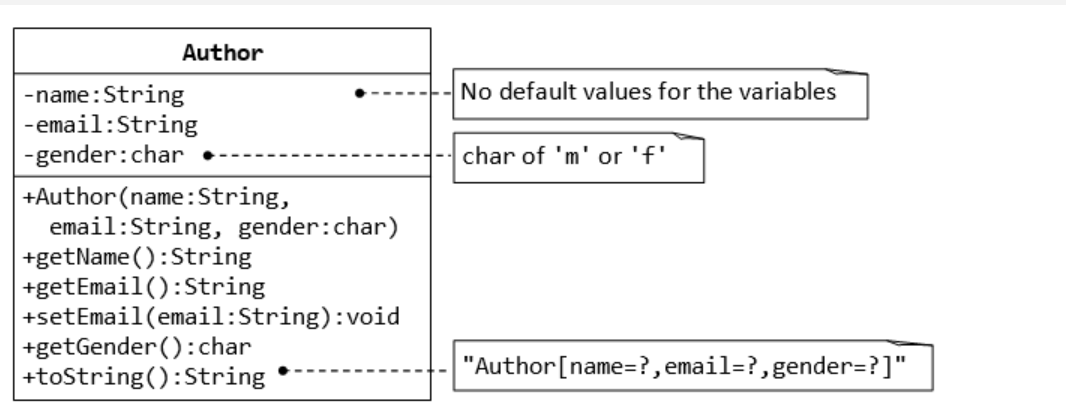 Author
-name:String
-email:String
-gender:char
No default values for the variables
char of 'm' or 'f'
+Author(name:String,
email:String, gender:char)
+getName():String
+getEmail():String
+setEmail(email:String):void
+getGender():char
+toString():String
"Author[name=?,email=?,gender=?]"